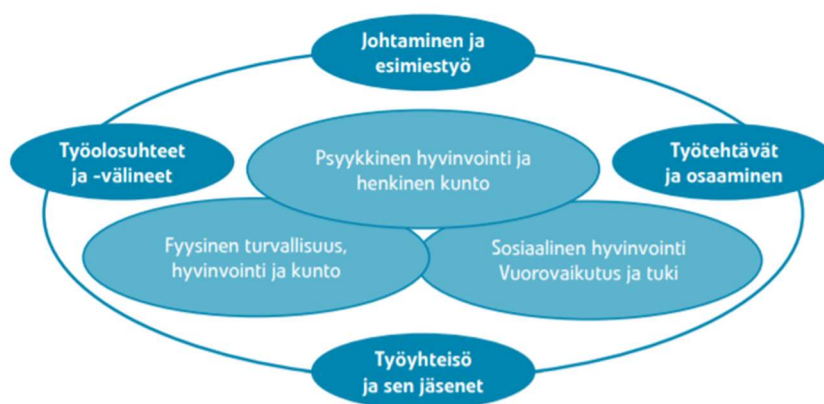 Johtaminen ja
esimiestyö
Työolosuhteet
ja -välineet
Psyykkinen hyvinvointi ja
henkinen kunto
Työtehtävät
ja osaaminen
Fyysinen turvallisuus,
hyvinvointi ja kunto
Sosiaalinen hyvinvointi
Vuorovaikutus ja tuki
Työyhteisö
ja sen jäsenet